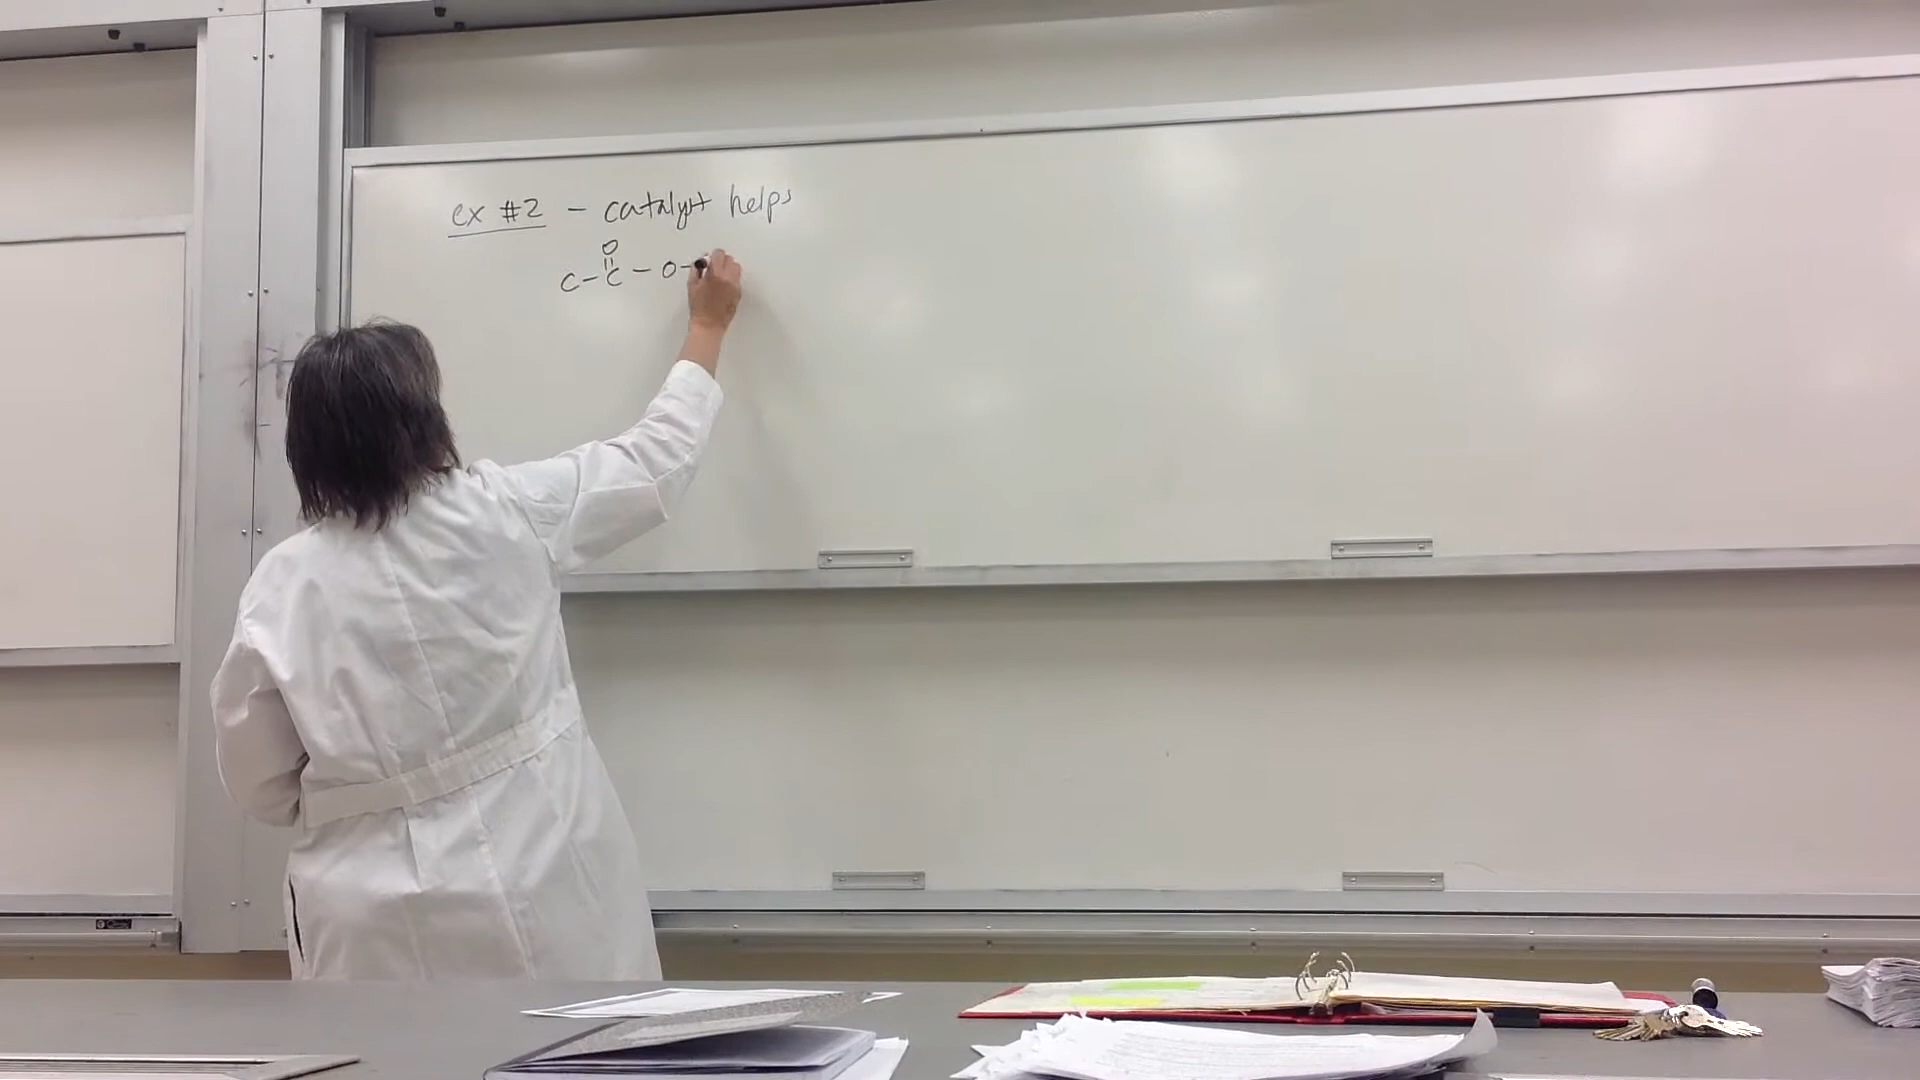 ex #2 - catalyst helps
O
||
C - C - O -